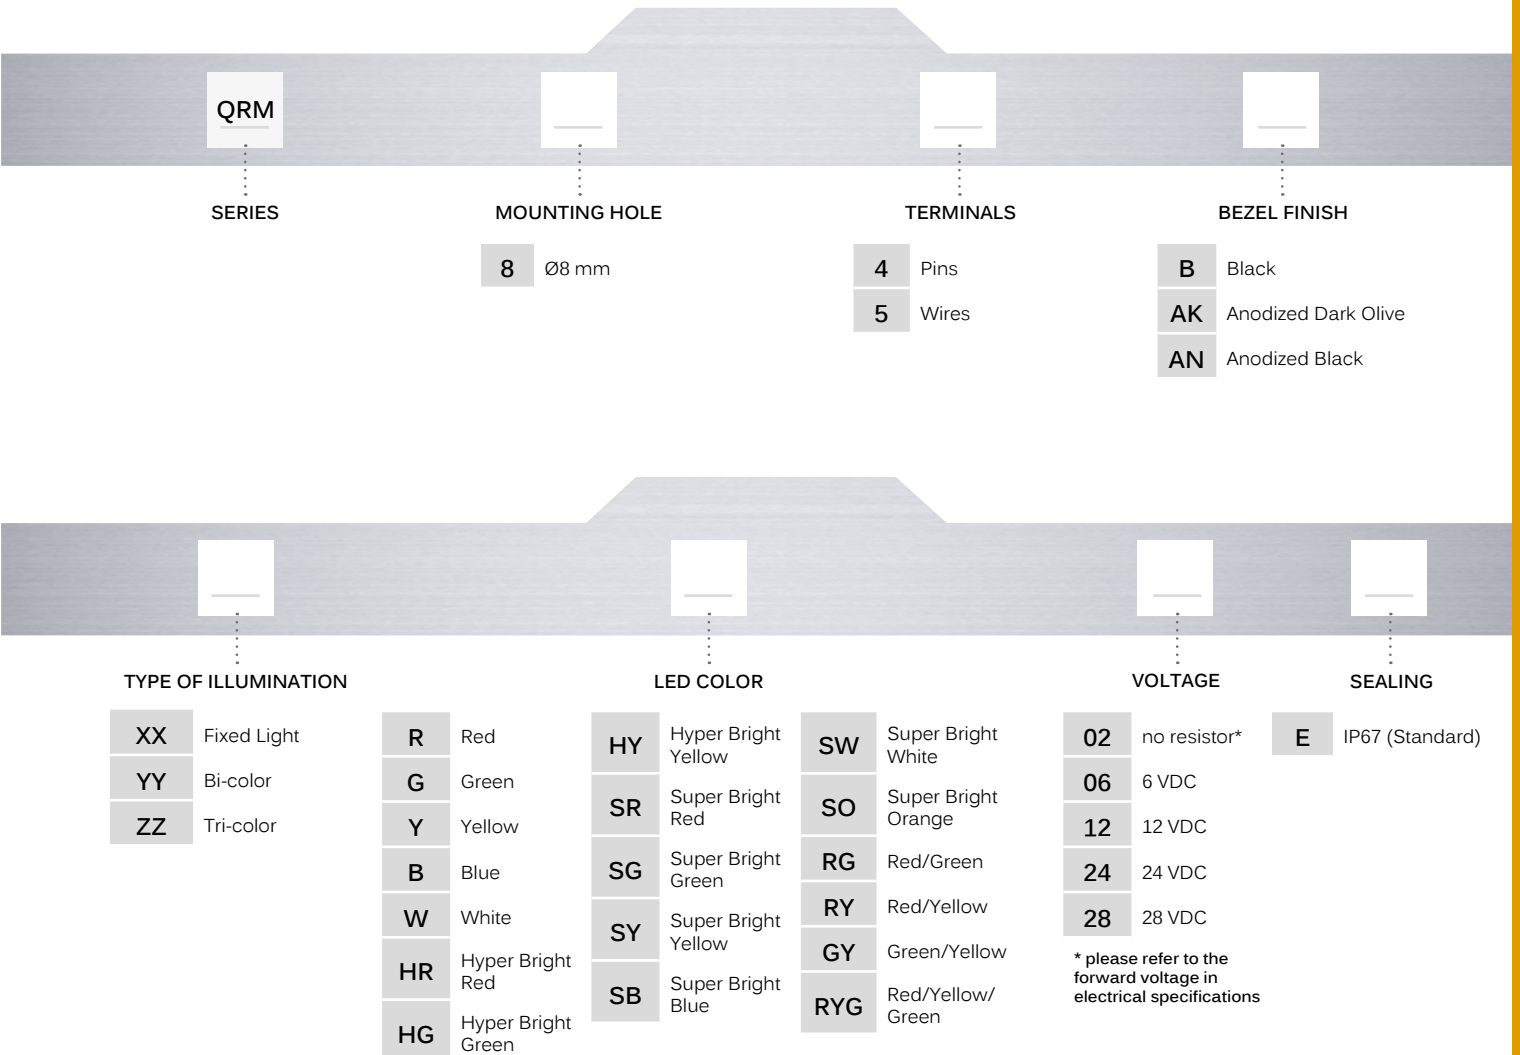 QRM
SERIES
MOUNTING HOLE
8 Ø8 mm
TERMINALS
4 Pins
5 Wires
BEZEL FINISH
B Black
AK Anodized Dark Olive
AN Anodized Black
TYPE OF ILLUMINATION
XX Fixed Light
YY Bi-color
ZZ Tri-color
LED COLOR
R Red
G Green
Y Yellow
B Blue
W White
HR Hyper Bright
Red
HG Hyper Bright
Green
HY Hyper Bright
Yellow
SR Super Bright
Red
SG Super Bright
Green
SY Super Bright
Yellow
SB Super Bright
Blue
SW Super Bright
White
SO Super Bright
Orange
RG Red/Green
RY Red/Yellow
GY Green/Yellow
RYG Red/Yellow/
Green
VOLTAGE
02 no resistor*
06 6 VDC
12 12 VDC
24 24 VDC
28 28 VDC
* please refer to the
forward voltage in
electrical specifications
SEALING
E IP67 (Standard)